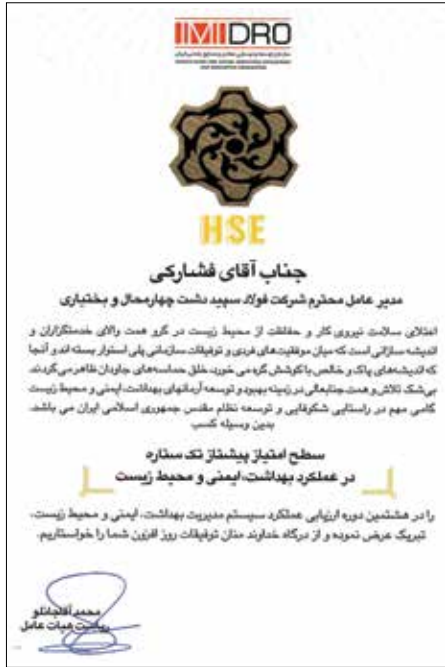 IMIDRO
HSE
جناب آقای فشارکی
مدیر عامل محترم شرکت فولاد سپید دشت چهارمحال و بختیاری
اعتلای سلامت نیروی کار و حفاظت از محیط زیست در گرو همت والای خدمتگزاران و
اندیشه سازانی است که میان موفقیت‌های فردی و توفیقات سازمانی پلی استوار بسته اند و آنجا
که اندیشه‌های پاک و خالص با کوشش گره می خورد، خلق حماسه‌های جاودان ظاهر می‌گردند.
بی‌شک تلاش و همت جنابعالی در زمینه بهبود و توسعه آرمانهای بهداشت، ایمنی و محیط زیست
گامی مهم در راستایی شکوفایی و توسعه نظام مقدس جمهوری اسلامی ایران می باشد.
بدین وسیله کسب
سطح امتیاز پیشتاز تک ستاره
در عملکرد بهداشت، ایمنی و محیط زیست
را در هشتمین دوره ارزیابی عملکرد سیستم مدیریت بهداشت، ایمنی و محیط زیست،
تبریک عرض نموده و از درگاه خداوند منان توفیقات روز افزون شما را خواستاریم.
محمد آقاجانلو
ریاست هیات عامل